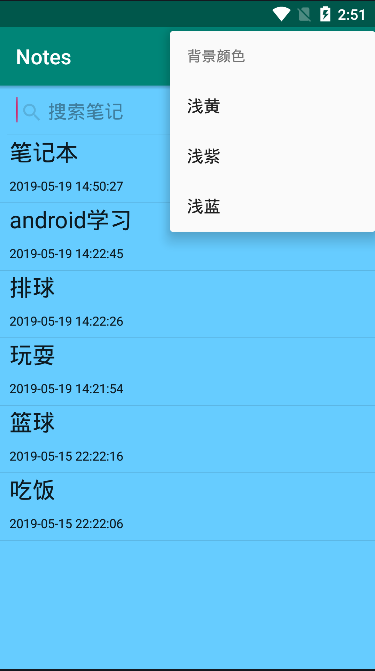 2:51
Notes
背景颜色
浅黄
浅紫
浅蓝
搜索笔记
笔记本
2019-05-19 14:50:27
android学习
2019-05-19 14:22:45
排球
2019-05-19 14:22:26
玩耍
2019-05-19 14:21:54
篮球
2019-05-15 22:22:16
吃饭
2019-05-15 22:22:06